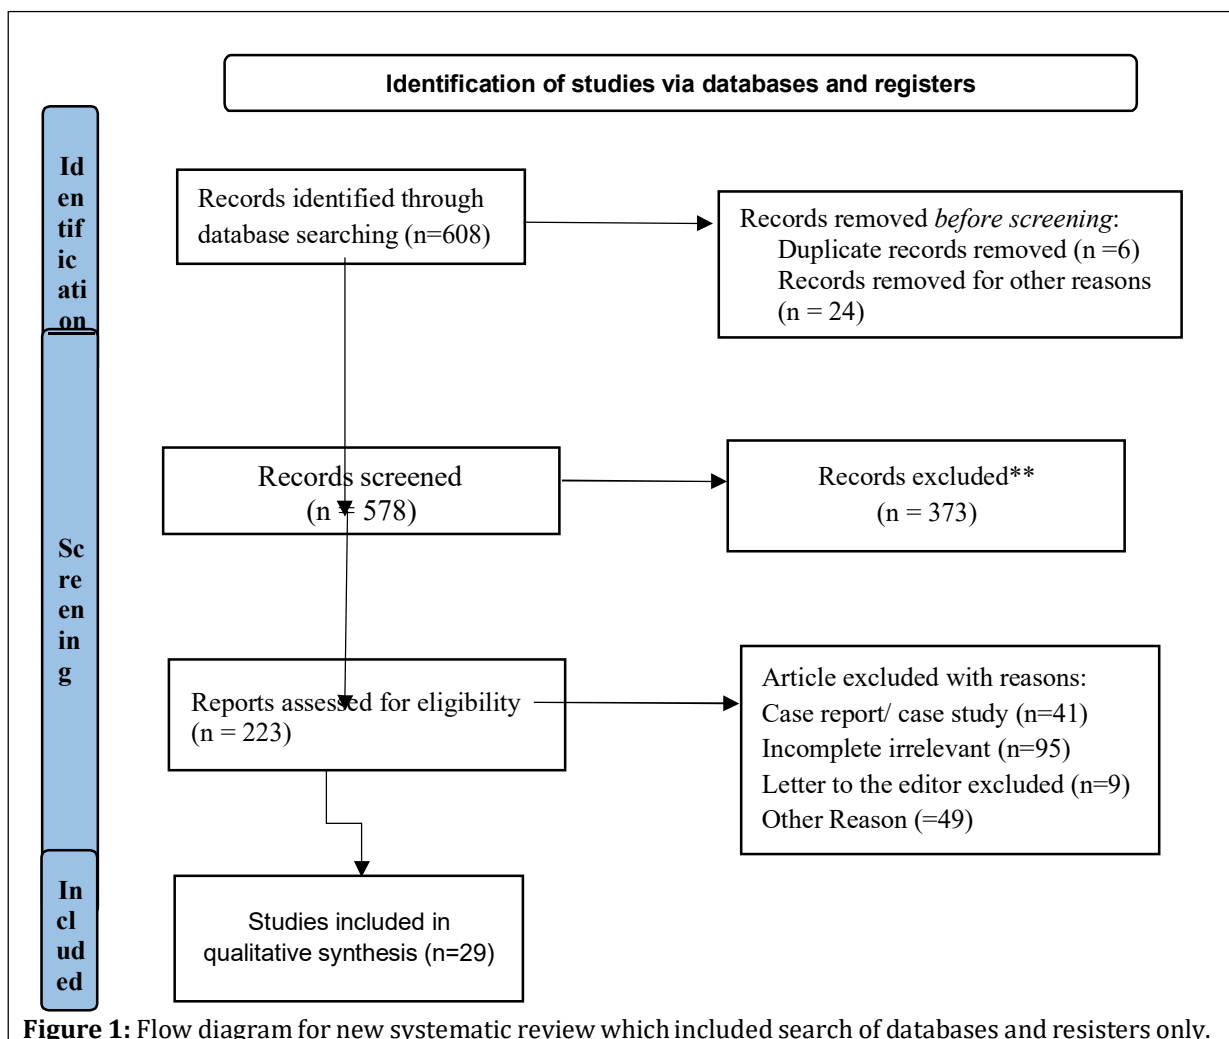 Identification of studies via databases and registers
Id
en
tif
ic
ati
on
Records identified through
database searching (n=608)
Records removed before screening:
Duplicate records removed (n =6)
Records removed for other reasons
(n = 24)
Sc
re
en
in
g
Records screened
(n = 578)
Records excluded**
(n = 373)
Reports assessed for eligibility
(n = 223)
Article excluded with reasons:
Case report/ case study (n=41)
Incomplete irrelevant (n=95)
Letter to the editor excluded (n=9)
Other Reason (=49)
In
cl
ud
ed
Studies included in
qualitative synthesis (n=29)
Figure 1: Flow diagram for new systematic review which included search of databases and resisters only.